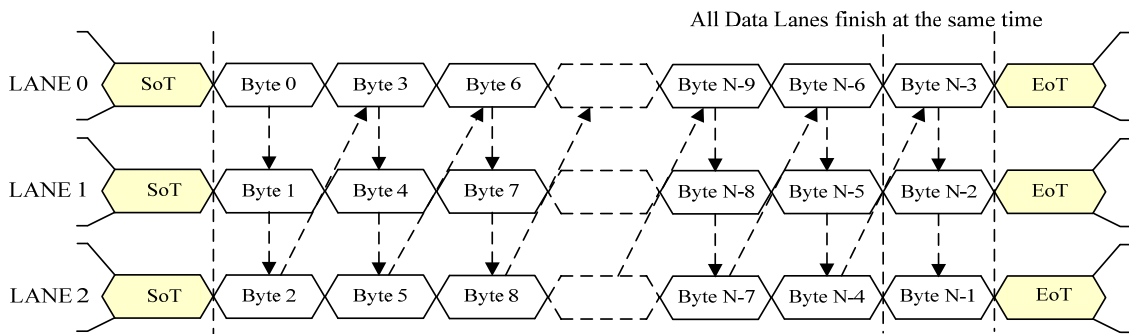 All Data Lanes finish at the same time
LANE 0 SoT Byte 0 Byte 3 Byte 6 Byte N-9 Byte N-6 Byte N-3 EoT
LANE 1 SoT Byte 1 Byte 4 Byte 7 Byte N-8 Byte N-5 Byte N-2 EoT
LANE 2 SoT Byte 2 Byte 5 Byte 8 Byte N-7 Byte N-4 Byte N-1 EoT